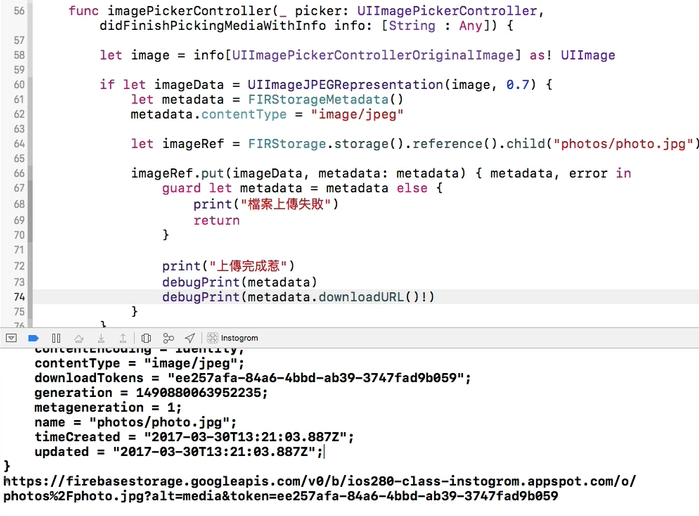 56 func imagePickerController(_ picker: UIImagePickerController,
didFinishPickingMediaWithInfo info: [String : Any]) {
57
58 let image = info[UIImagePickerControllerOriginalImage] as! UIImage
59
60 if let imageData = UIImageJPEGRepresentation(image, 0.7) {
61 let metadata = FIRStorageMetadata()
62 metadata.contentType = "image/jpeg"
63
64 let imageRef = FIRStorage.storage().reference().child("photos/photo.jpg")
65
66 imageRef.put(imageData, metadata: metadata) { metadata, error in
67 guard let metadata = metadata else {
68 print("檔案上傳失敗")
69 return
70 }
71
72 print("上傳完成惹")
73 debugPrint(metadata)
74 debugPrint(metadata.downloadURL()!)
75 }
76 }
Instogrom
contentEncoding = identity;
contentType = "image/jpeg";
downloadTokens = "ee257afa-84a6-4bbd-ab39-3747fad9b059";
generation = 1490880063952235;
metageneration = 1;
name = "photos/photo.jpg";
timeCreated = "2017-03-30T13:21:03.887Z";
updated = "2017-03-30T13:21:03.887Z";
}
https://firebasestorage.googleapis.com/v0/b/ios280-class-instogrom.appspot.com/o/
photos%2Fphoto.jpg?alt=media&token=ee257afa-84a6-4bbd-ab39-3747fad9b059